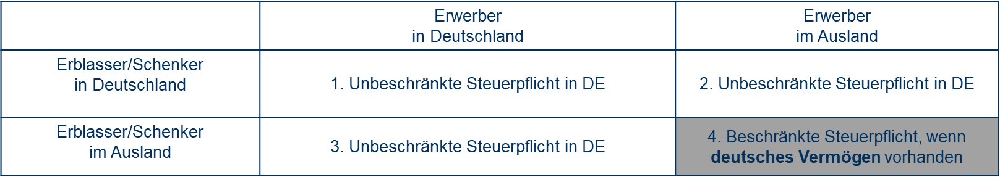 Erwerber
in Deutschland
Erwerber
im Ausland
Erblasser/Schenker
in Deutschland
1. Unbeschränkte Steuerpflicht in DE
2. Unbeschränkte Steuerpflicht in DE
Erblasser/Schenker
im Ausland
3. Unbeschränkte Steuerpflicht in DE
4. Beschränkte Steuerpflicht, wenn
deutsches Vermögen vorhanden